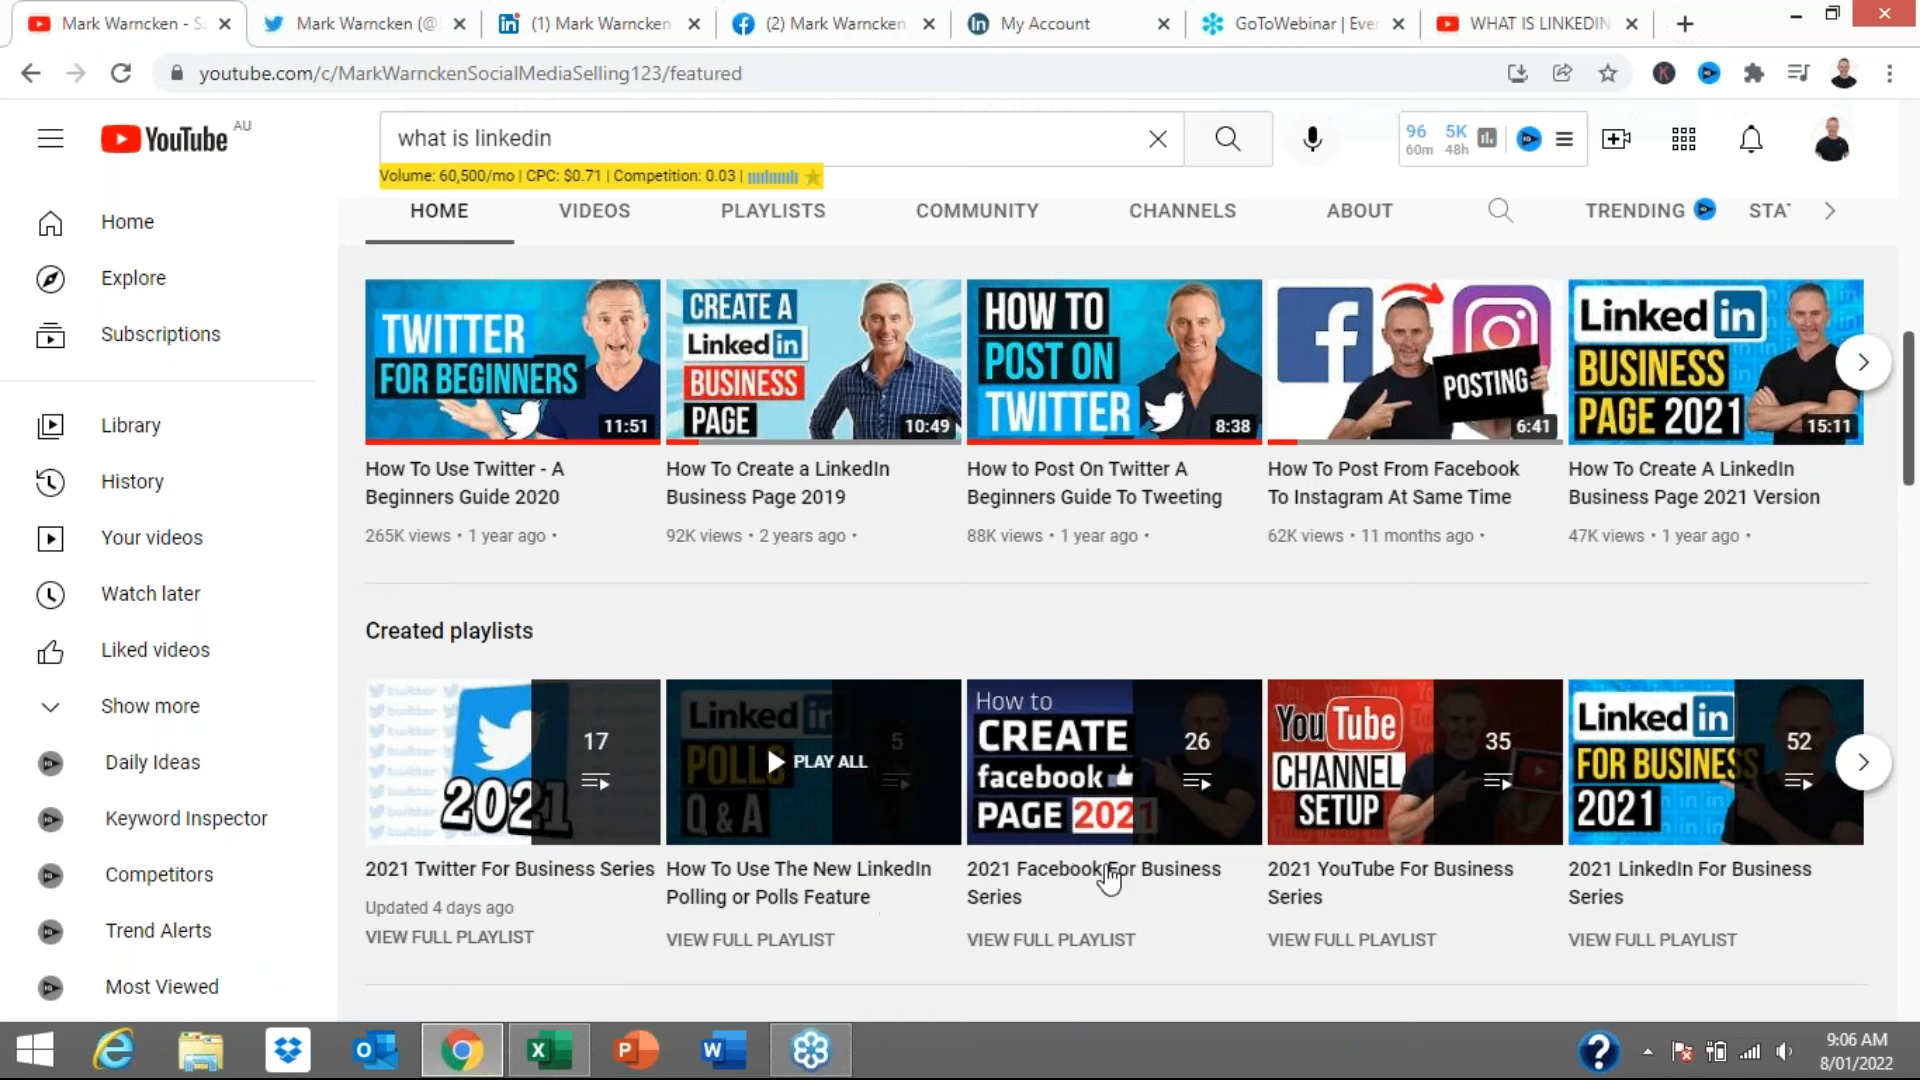 Mark Warncken - S
Mark Warncken (@
(1) Mark Warncken
(2) Mark Warncken
My Account
GoToWebinar | Ever
WHAT IS LINKEDIN
youtube.com/c/MarkWarnckenSocialMediaSelling123/featured
YouTube AU
what is linkedin
96 5K
60m 48h
Volume: 60,500/mo | CPC: $0.71 | Competition: 0.03 |
HOME VIDEOS PLAYLISTS COMMUNITY CHANNELS ABOUT TRENDING STAT
Home
Explore
Subscriptions
Library
History
Your videos
Watch later
Liked videos
Show more
Daily Ideas
Keyword Inspector
Competitors
Trend Alerts
Most Viewed
TWITTER
FOR BEGINNERS
11:51
How To Use Twitter - A
Beginners Guide 2020
265K views • 1 year ago •
CREATE A
Linked in
BUSINESS
PAGE
10:49
How To Create a LinkedIn
Business Page 2019
92K views • 2 years ago •
HOW TO
POST ON
TWITTER
8:38
How to Post On Twitter A
Beginners Guide To Tweeting
88K views • 1 year ago •
POSTING
6:41
How To Post From Facebook
To Instagram At Same Time
62K views • 11 months ago •
Linked in
BUSINESS
PAGE 2021
15:11
How To Create A LinkedIn
Business Page 2021 Version
47K views • 1 year ago •
Created playlists
2021
17
2021 Twitter For Business Series
Updated 4 days ago
VIEW FULL PLAYLIST
Linked in
POLLS
Q & A
PLAY ALL
5
How To Use The New LinkedIn
Polling or Polls Feature
VIEW FULL PLAYLIST
How to
CREATE
facebook
PAGE 2021
26
2021 Facebook For Business
Series
VIEW FULL PLAYLIST
YouTube
CHANNEL
SETUP
35
2021 YouTube For Business
Series
VIEW FULL PLAYLIST
Linked in
FOR BUSINESS
2021
52
2021 LinkedIn For Business
Series
VIEW FULL PLAYLIST
9:06 AM
8/01/2022